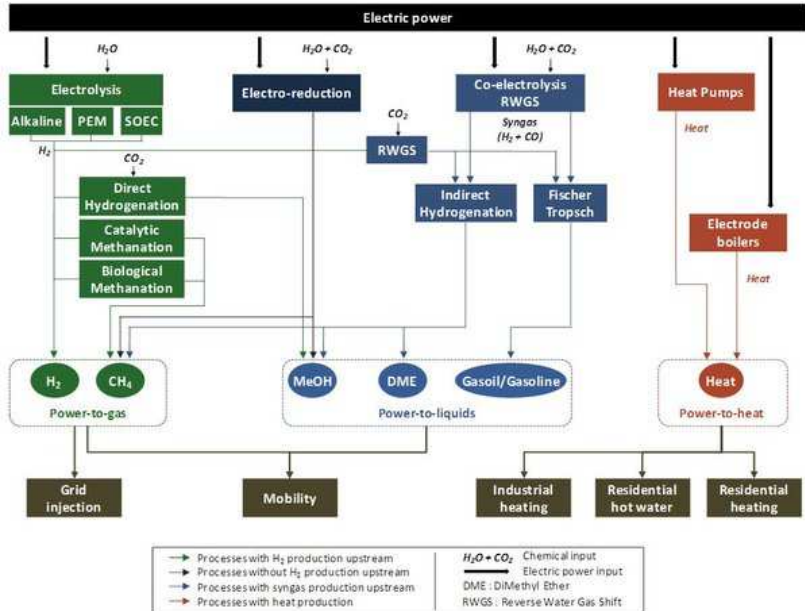 Electric power
H₂O
H₂O + CO₂
H₂O + CO₂
Electrolysis
Alkaline
PEM
SOEC
Electro-reduction
Co-electrolysis
RWGS
Heat Pumps
H₂
CO₂
CO₂
RWGS
Syngas
(H₂ + CO)
Heat
Direct
Hydrogenation
Catalytic
Methanation
Biological
Methanation
Indirect
Hydrogenation
Fischer
Tropsch
Electrode
boilers
Heat
H₂
CH₄
Power-to-gas
MeOH
DME
Gasoil/Gasoline
Power-to-liquids
Heat
Power-to-heat
Grid
injection
Mobility
Industrial
heating
Residential
hot water
Residential
heating
Processes with H₂ production upstream
Processes without H₂ production upstream
Processes with syngas production upstream
Processes with heat production
H₂O + CO₂ Chemical input
Electric power input
DME : DiMethyl Ether
RWGS : Reverse Water Gas Shift